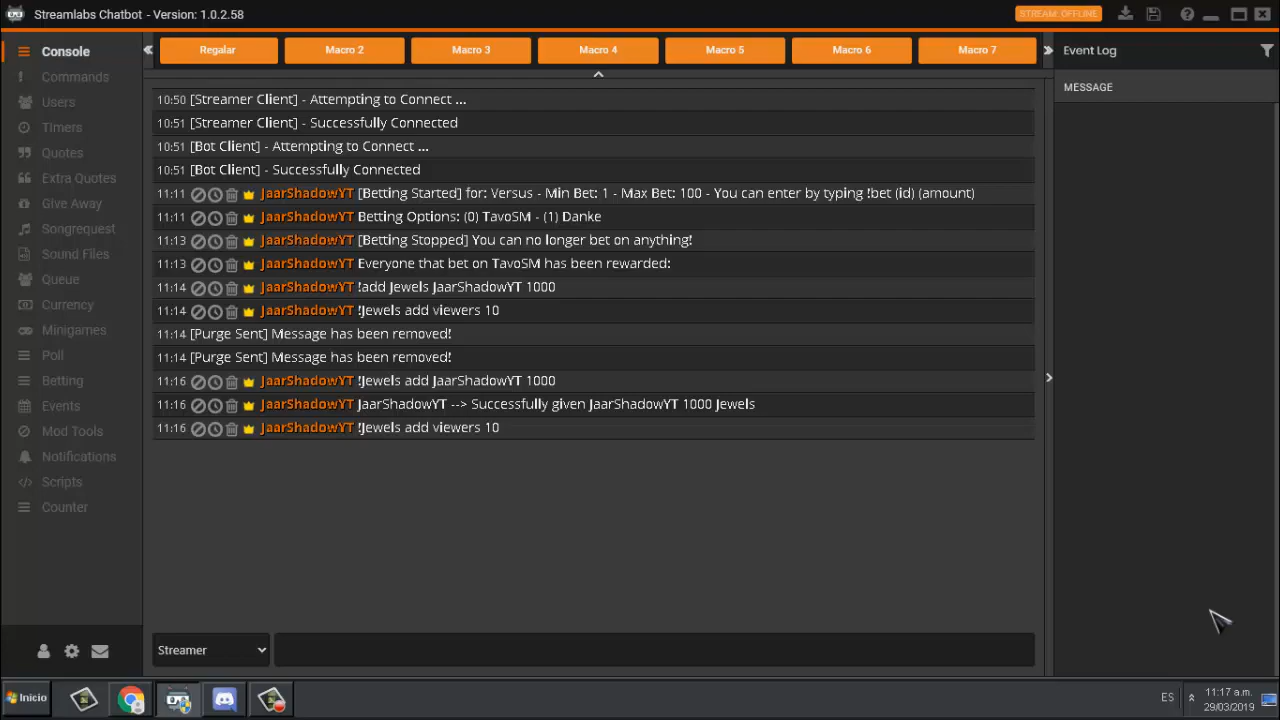 Streamlabs Chatbot - Version: 1.0.2.58
STREAM: OFFLINE
Console
Commands
Users
Timers
Quotes
Extra Quotes
Give Away
Songrequest
Sound Files
Queue
Currency
Minigames
Poll
Betting
Events
Mod Tools
Notifications
Scripts
Counter
Regalar
Macro 2
Macro 3
Macro 4
Macro 5
Macro 6
Macro 7
10:50 [Streamer Client] - Attempting to Connect ...
10:51 [Streamer Client] - Successfully Connected
10:51 [Bot Client] - Attempting to Connect ...
10:51 [Bot Client] - Successfully Connected
11:11 JaarShadowYT [Betting Started] for: Versus - Min Bet: 1 - Max Bet: 100 - You can enter by typing !bet (id) (amount)
11:11 JaarShadowYT Betting Options: (0) TavoSM - (1) Danke
11:13 JaarShadowYT [Betting Stopped] You can no longer bet on anything!
11:13 JaarShadowYT Everyone that bet on TavoSM has been rewarded:
11:14 JaarShadowYT !add Jewels JaarShadowYT 1000
11:14 JaarShadowYT !Jewels add viewers 10
11:14 [Purge Sent] Message has been removed!
11:14 [Purge Sent] Message has been removed!
11:16 JaarShadowYT !Jewels add JaarShadowYT 1000
11:16 JaarShadowYT JaarShadowYT --> Successfully given JaarShadowYT 1000 Jewels
11:16 JaarShadowYT !Jewels add viewers 10
Streamer
Event Log
MESSAGE
Inicio
ES
11:17 a.m.
29/03/2019